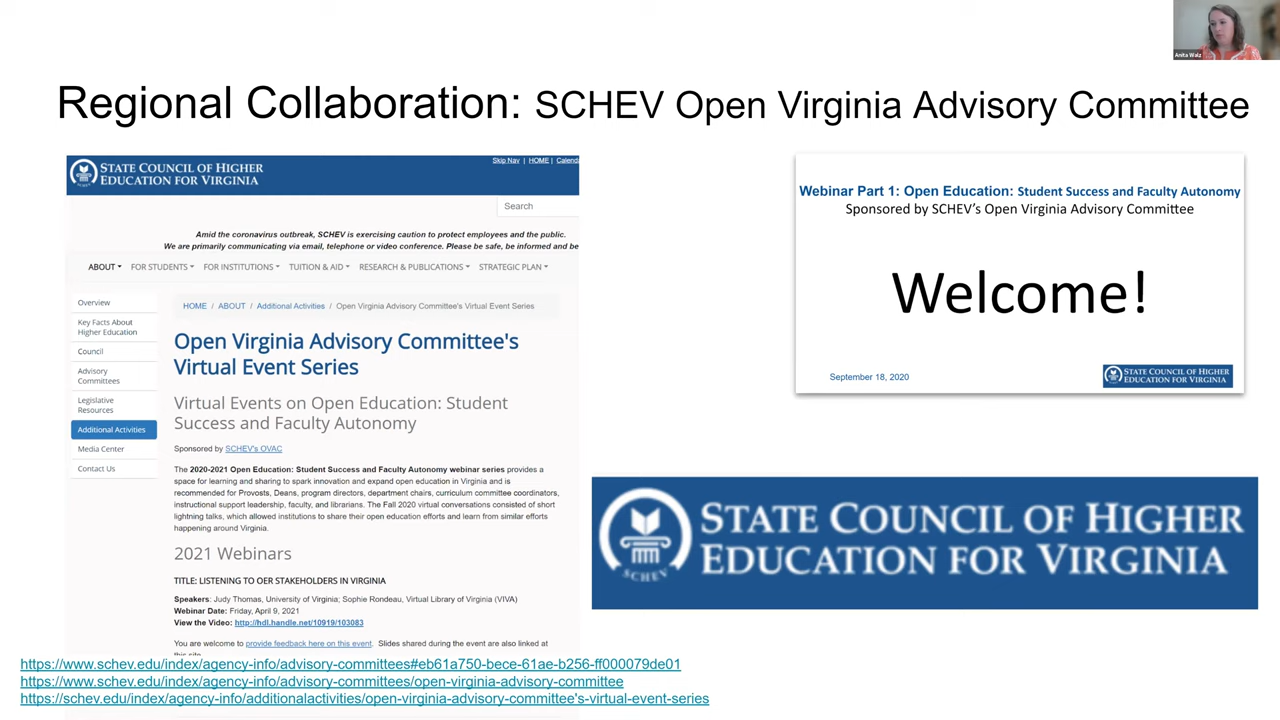 Anita Walz
Regional Collaboration: SCHEV Open Virginia Advisory Committee
STATE COUNCIL OF HIGHER
EDUCATION FOR VIRGINIA
SCHEV
Skip Nav | HOME | Calenda
Search
Amid the coronavirus outbreak, SCHEV is exercising caution to protect employees and the public.
We are primarily communicating via email, telephone or video conference. Please be safe, be informed and be
ABOUT FOR STUDENTS FOR INSTITUTIONS TUITION & AID RESEARCH & PUBLICATIONS STRATEGIC PLAN
Overview
Key Facts About
Higher Education
Council
Advisory
Committees
Legislative
Resources
Additional Activities
Media Center
Contact Us
HOME / ABOUT / Additional Activities / Open Virginia Advisory Committee's Virtual Event Series
Open Virginia Advisory Committee's
Virtual Event Series
Virtual Events on Open Education: Student
Success and Faculty Autonomy
Sponsored by SCHEV's OVAC
The 2020-2021 Open Education: Student Success and Faculty Autonomy webinar series provides a
space for learning and sharing to spark innovation and expand open education in Virginia and is
recommended for Provosts, Deans, program directors, department chairs, curriculum committee coordinators,
instructional support leadership, faculty, and librarians. The Fall 2020 virtual conversations consisted of short
lightning talks, which allowed institutions to share their open education efforts and learn from similar efforts
happening around Virginia.
2021 Webinars
TITLE: LISTENING TO OER STAKEHOLDERS IN VIRGINIA
Speakers: Judy Thomas, University of Virginia; Sophie Rondeau, Virtual Library of Virginia (VIVA)
Webinar Date: Friday, April 9, 2021
View the Video: http://hdl.handle.net/10919/103083
You are welcome to provide feedback here on this event. Slides shared during the event are also linked at
this site.
Webinar Part 1: Open Education: Student Success and Faculty Autonomy
Sponsored by SCHEV's Open Virginia Advisory Committee
Welcome!
September 18, 2020
STATE COUNCIL OF HIGHER
EDUCATION FOR VIRGINIA
STATE COUNCIL OF HIGHER
EDUCATION FOR VIRGINIA
SCHEV
https://www.schev.edu/index/agency-info/advisory-committees#eb61a750-bece-61ae-b256-ff000079de01
https://www.schev.edu/index/agency-info/advisory-committees/open-virginia-advisory-committee
https://schev.edu/index/agency-info/additionalactivities/open-virginia-advisory-committee's-virtual-event-series